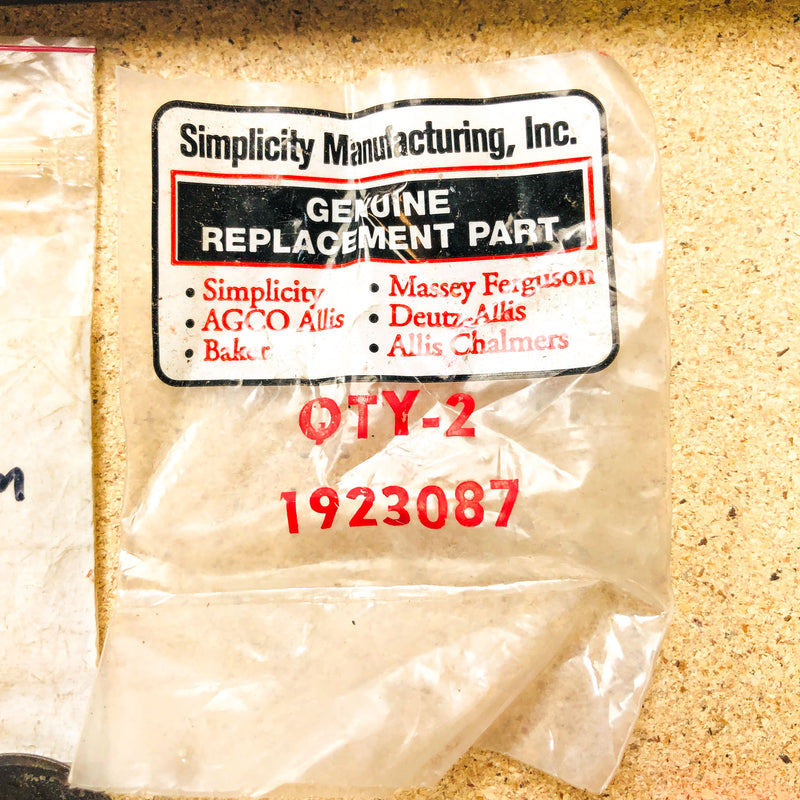 Simplicity Manufacturing, Inc.
GENUINE
REPLACEMENT PART
• Simplicity
• AGCO Allis
• Baker
• Massey Ferguson
• Deutz-Allis
• Allis Chalmers
QTY-2
1923087